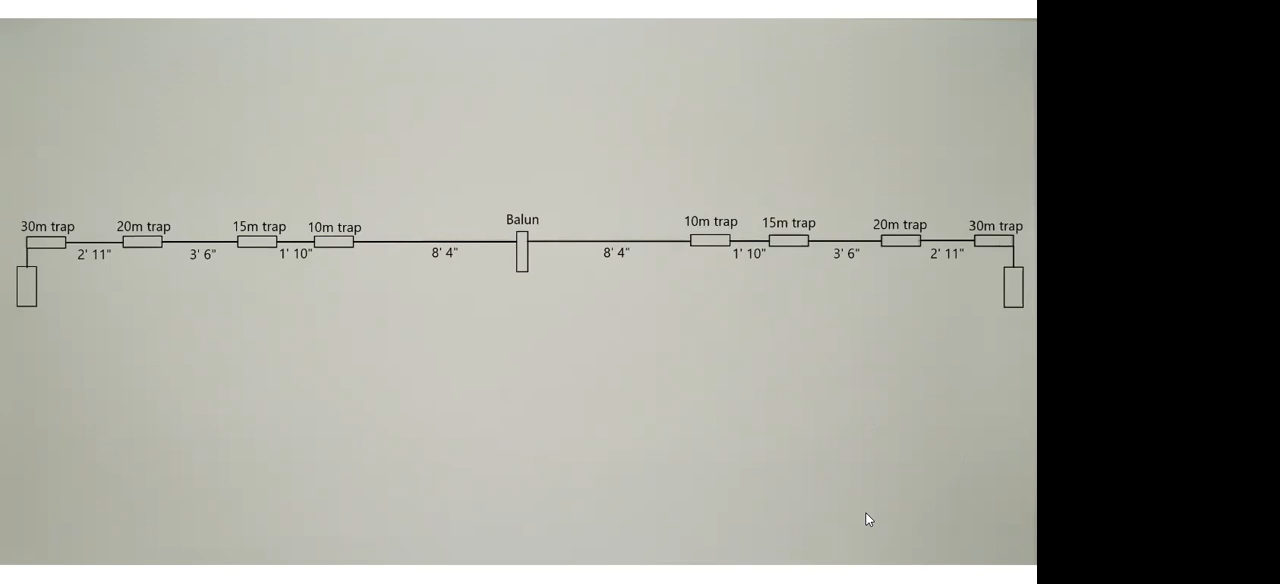 Balun
30m trap 20m trap 15m trap 10m trap 10m trap 15m trap 20m trap 30m trap
2' 11" 3' 6" 1' 10" 8' 4" 8' 4" 1' 10" 3' 6" 2' 11"